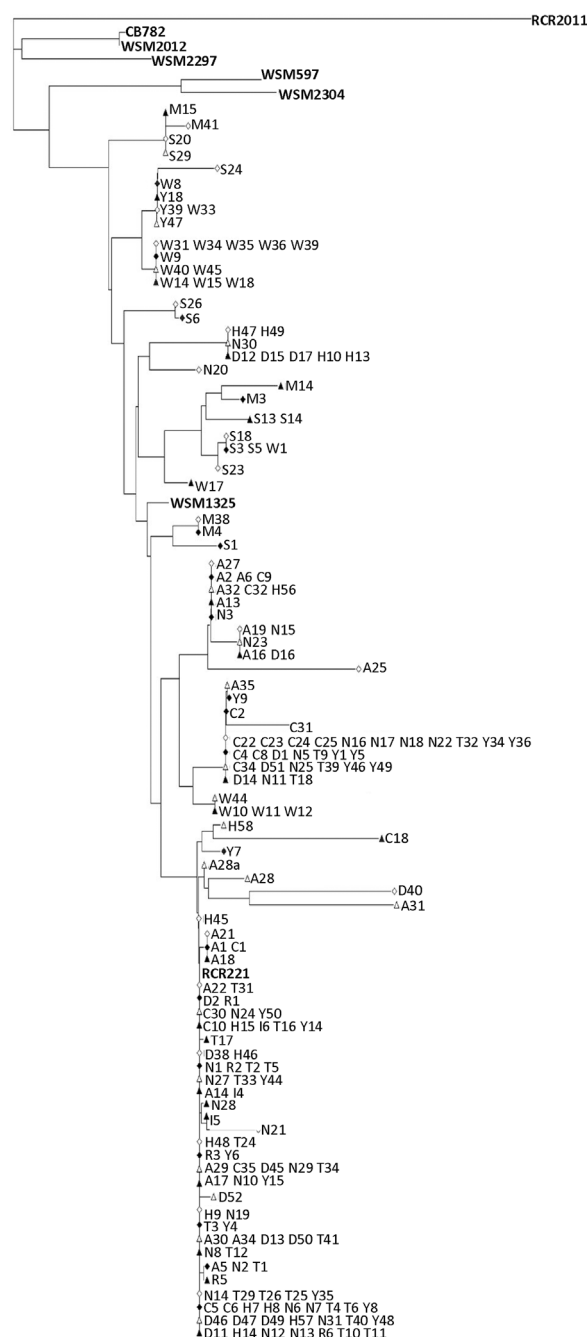 RCR2011
CB782
WSM2012
WSM2297
WSM597
WSM2304
M15
M41
S20
S29
S24
W8
Y18
Y39 W33
Y47
W31 W34 W35 W36 W39
W9
W40 W45
W14 W15 W18
S26
S6
H47 H49
N30
D12 D15 D17 H10 H13
N20
M14
M3
S13 S14
S18
S3 S5 W1
S23
W17
WSM1325
M38
M4
S1
A27
A2 A6 C9
A32 C32 H56
A13
N3
A19 N15
N23
A16 D16
A25
A35
Y9
C2
C31
C22 C23 C24 C25 N16 N17 N18 N22 T32 Y34 Y36
C4 C8 D1 N5 T9 Y1 Y5
C34 D51 N25 T39 Y46 Y49
D14 N11 T18
W44
W10 W11 W12
H58
C18
Y7
A28a
A28
D40
A31
H45
A21
A1 C1
A18
RCR221
A22 T31
D2 R1
C30 N24 Y50
C10 H15 I6 T16 Y14
T17
D38 H46
N1 R2 T2 T5
N27 T33 Y44
A14 I4
N28
I5
N21
H48 T24
R3 Y6
A29 C35 D45 N29 T34
A17 N10 Y15
D52
H9 N19
T3 Y4
A30 A34 D13 D50 T41
N8 T12
A5 N2 T1
R5
N14 T29 T26 T25 Y35
C5 C6 H7 H8 N6 N7 T4 T6 Y8
D46 D47 D49 H57 N31 T40 Y48
D11 H14 N12 N13 R6 T10 T11